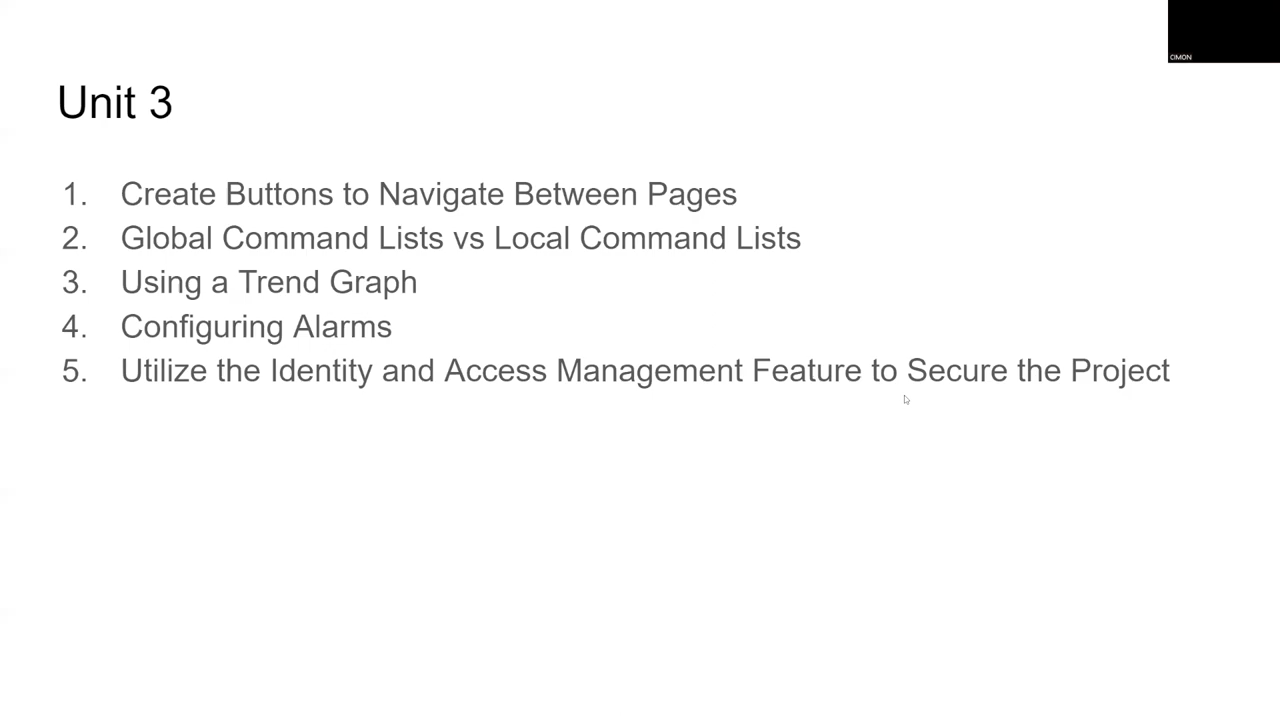 CIMON
Unit 3
1. Create Buttons to Navigate Between Pages
2. Global Command Lists vs Local Command Lists
3. Using a Trend Graph
4. Configuring Alarms
5. Utilize the Identity and Access Management Feature to Secure the Project